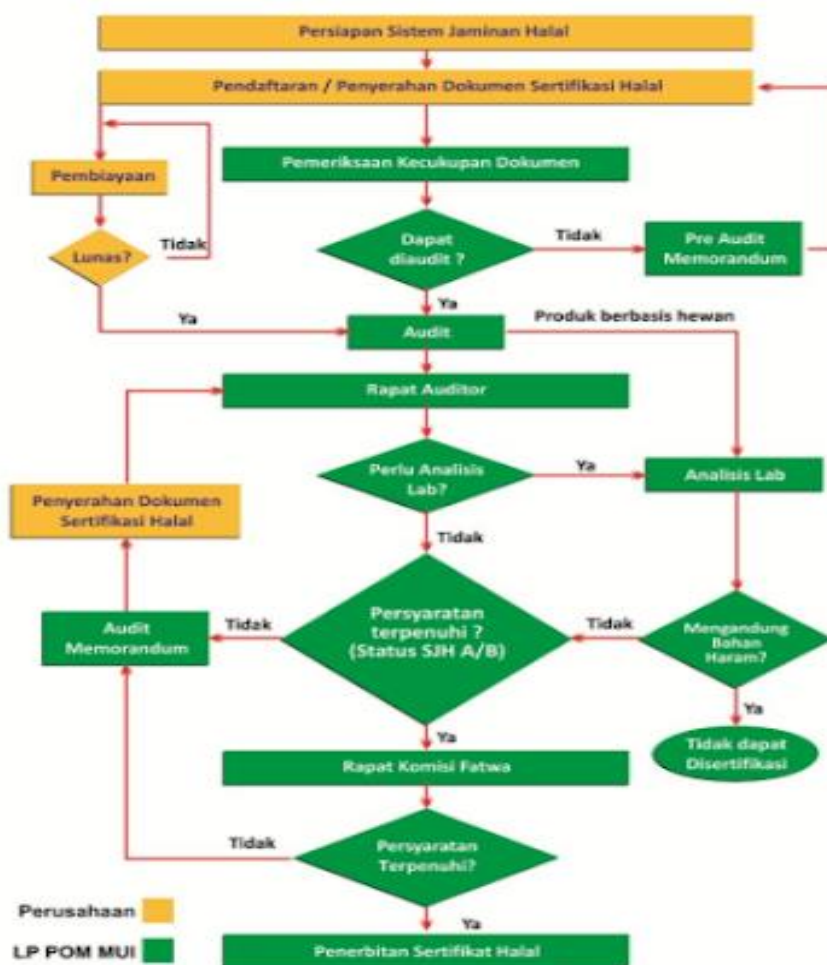 Persiapan Sistem Jaminan Halal
Pendaftaran / Penyerahan Dokumen Sertifikasi Halal
Pembiayaan
Pemeriksaan Kecukupan Dokumen
Lunas?
Tidak
Dapat
diaudit ?
Tidak
Pre Audit
Memorandum
Ya
Ya
Audit
Produk berbasis hewan
Rapat Auditor
Perlu Analisis
Lab?
Ya
Analisis Lab
Penyerahan Dokumen
Sertifikasi Halal
Tidak
Audit
Memorandum
Tidak
Persyaratan
terpenuhi ?
(Status SJH A/B)
Tidak
Mengandung
Bahan
Haram?
Ya
Ya
Tidak dapat
Disertifikasi
Rapat Komisi Fatwa
Tidak
Persyaratan
Terpenuhi?
Ya
Penerbitan Sertifikat Halal
Perusahaan
LP POM MUI